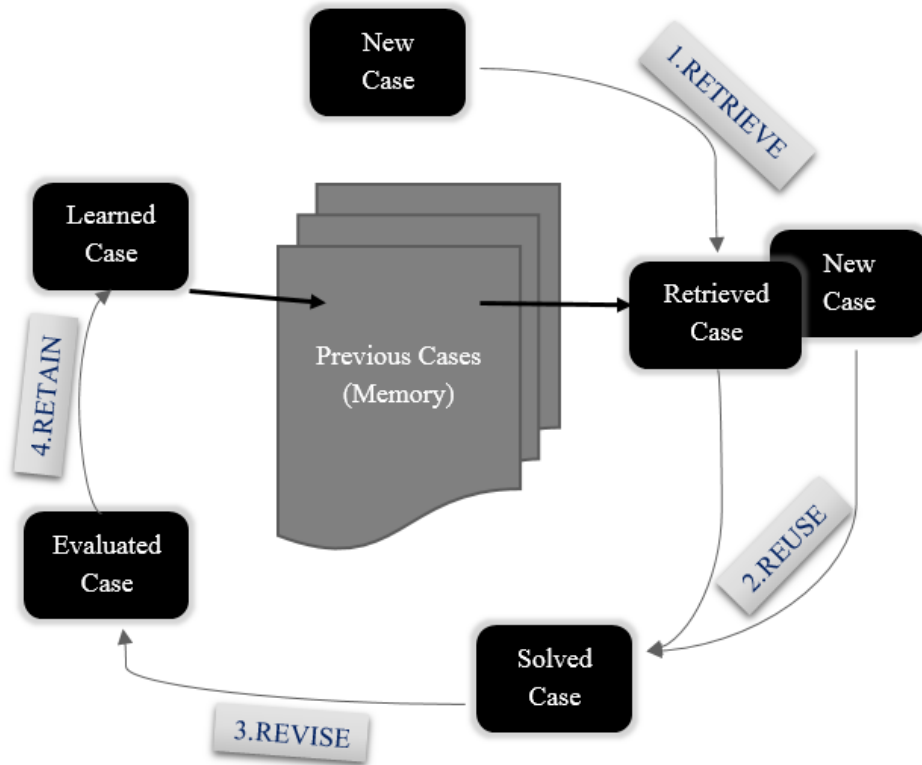 New
Case
1.RETRIEVE
Learned
Case
Previous Cases
(Memory)
Retrieved
Case
New
Case
4.RETAIN
2.REUSE
Evaluated
Case
Solved
Case
3.REVISE